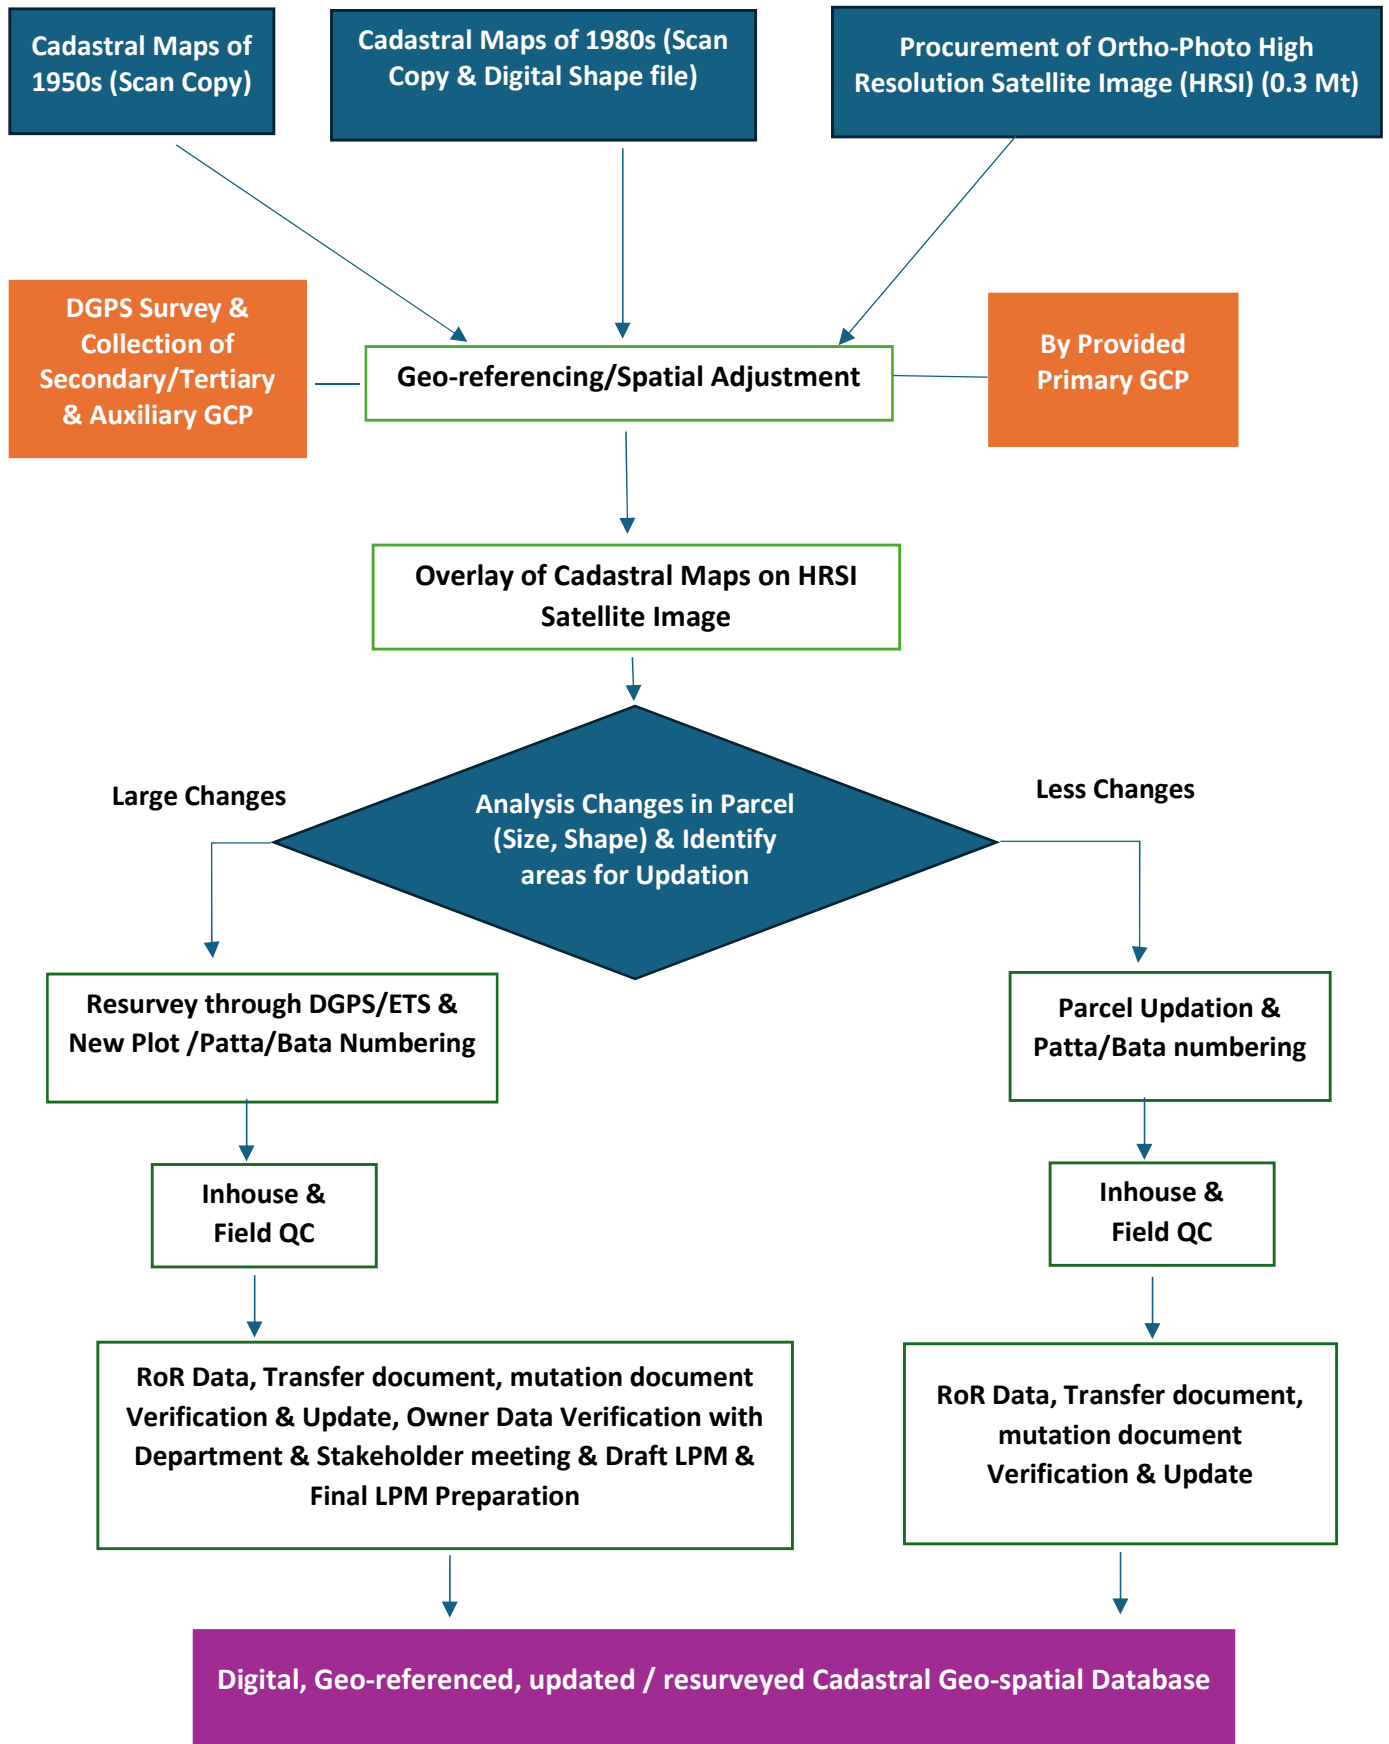 Cadastral Maps of
1950s (Scan Copy)
Cadastral Maps of 1980s (Scan
Copy & Digital Shape file)
Procurement of Ortho-Photo High
Resolution Satellite Image (HRSI) (0.3 Mt)
DGPS Survey &
Collection of
Secondary/Tertiary
& Auxiliary GCP
Geo-referencing/Spatial Adjustment
By Provided
Primary GCP
Overlay of Cadastral Maps on HRSI
Satellite Image
Large Changes
Analysis Changes in Parcel
(Size, Shape) & Identify
areas for Updation
Less Changes
Resurvey through DGPS/ETS &
New Plot /Patta/Bata Numbering
Parcel Updation &
Patta/Bata numbering
Inhouse &
Field QC
Inhouse &
Field QC
RoR Data, Transfer document, mutation document
Verification & Update, Owner Data Verification with
Department & Stakeholder meeting & Draft LPM &
Final LPM Preparation
RoR Data, Transfer document,
mutation document
Verification & Update
Digital, Geo-referenced, updated / resurveyed Cadastral Geo-spatial Database